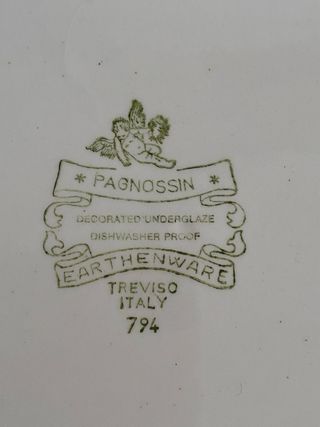 * PAGNOSSIN *
DECORATED UNDERGLAZE
DISHWASHER PROOF
EARTHENWARE
TREVISO
ITALY
794